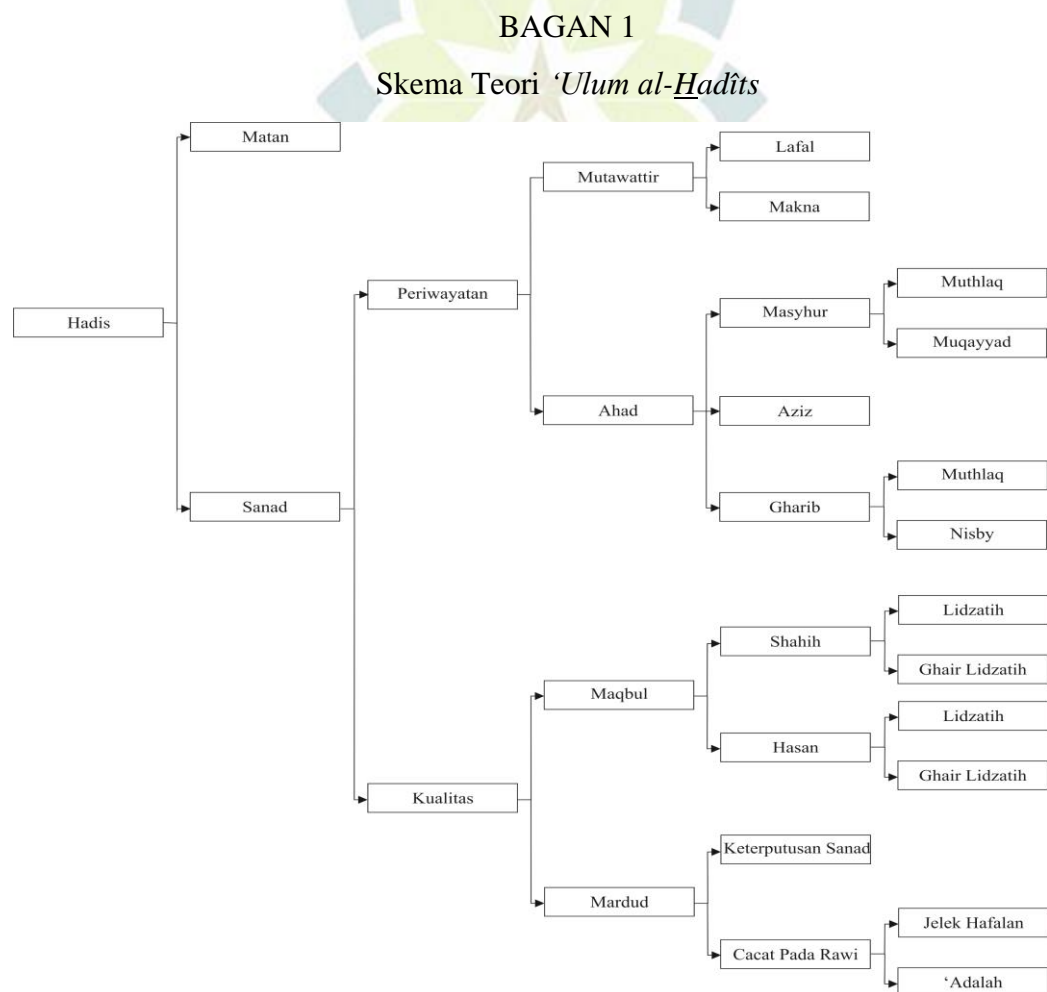 BAGAN 1
Skema Teori ‘Ulum al-Hadîts
Hadis
Matan
Sanad
Periwayatan
Mutawattir
Lafal
Makna
Ahad
Masyhur
Muthlaq
Muqayyad
Aziz
Gharib
Muthlaq
Nisby
Kualitas
Maqbul
Shahih
Lidzatih
Ghair Lidzatih
Hasan
Lidzatih
Ghair Lidzatih
Mardud
Keterputusan Sanad
Cacat Pada Rawi
Jelek Hafalan
‘Adalah